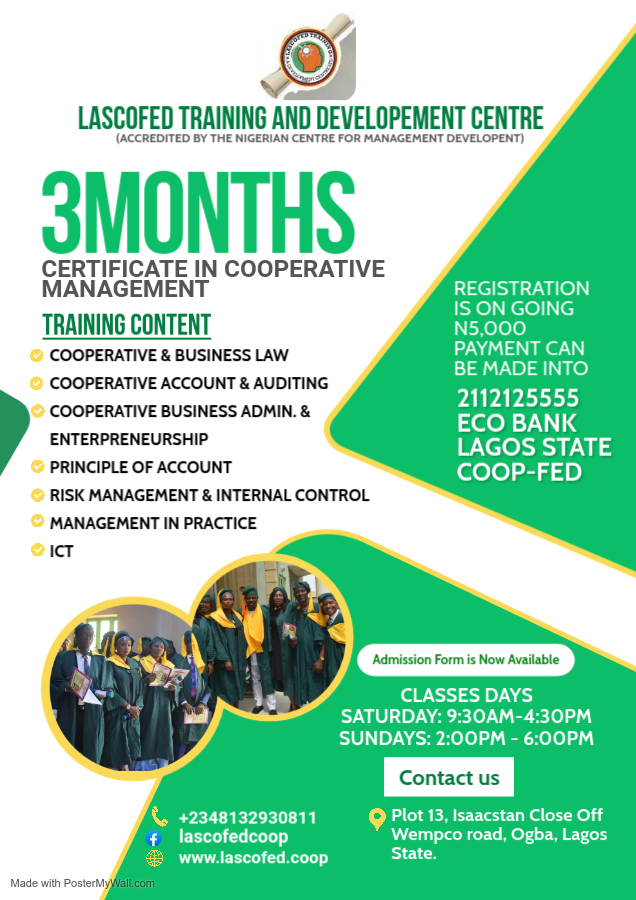 LASCOFED TRAINING
LASCOFED TRAINING AND DEVELOPEMENT CENTRE
(ACCREDITED BY THE NIGERIAN CENTRE FOR MANAGEMENT DEVELOPENT)
3MONTHS
CERTIFICATE IN COOPERATIVE
MANAGEMENT
TRAINING CONTENT
COOPERATIVE & BUSINESS LAW
COOPERATIVE ACCOUNT & AUDITING
COOPERATIVE BUSINESS ADMIN. &
ENTERPRENEURSHIP
PRINCIPLE OF ACCOUNT
RISK MANAGEMENT & INTERNAL CONTROL
MANAGEMENT IN PRACTICE
ICT
REGISTRATION
IS ON GOING
N5,000
PAYMENT CAN
BE MADE INTO
2112125555
ECO BANK
LAGOS STATE
COOP-FED
Admission Form is Now Available
CLASSES DAYS
SATURDAY: 9:30AM-4:30PM
SUNDAYS: 2:00PM - 6:00PM
Contact us
+2348132930811
lascofedcoop
www.lascofed.coop
Plot 13, Isaacstan Close Off
Wempco road, Ogba, Lagos
State.
Made with PosterMyWall.com